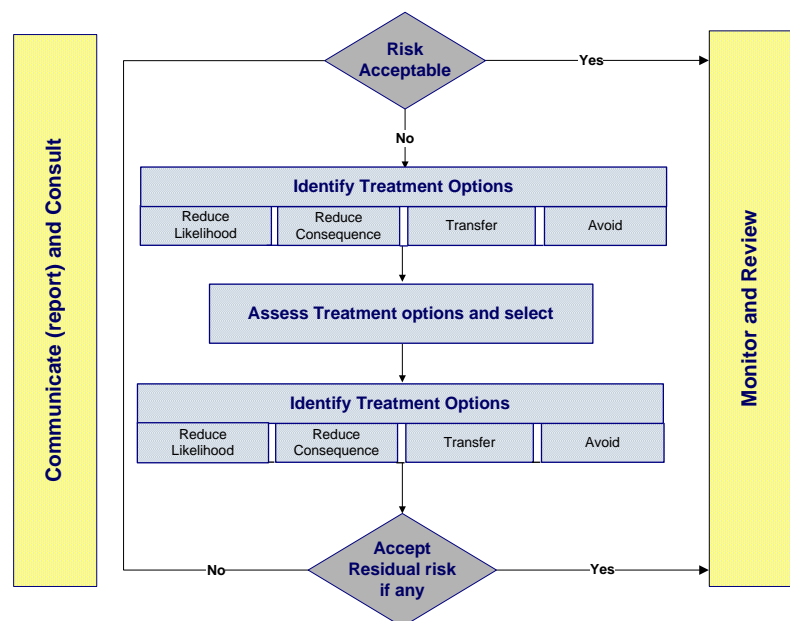 Communicate (report) and Consult
Risk
Acceptable
Yes
No
Identify Treatment Options
Reduce
Likelihood
Reduce
Consequence
Transfer
Avoid
Assess Treatment options and select
Identify Treatment Options
Reduce
Likelihood
Reduce
Consequence
Transfer
Avoid
Accept
Residual risk
if any
No
Yes
Monitor and Review